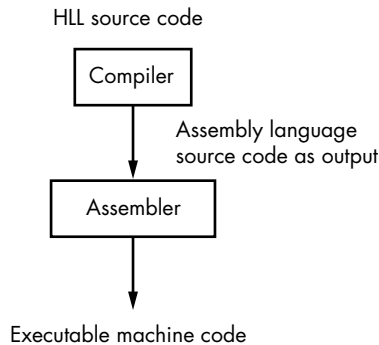 HLL source code
Compiler
Assembly language
source code as output
Assembler
Executable machine code